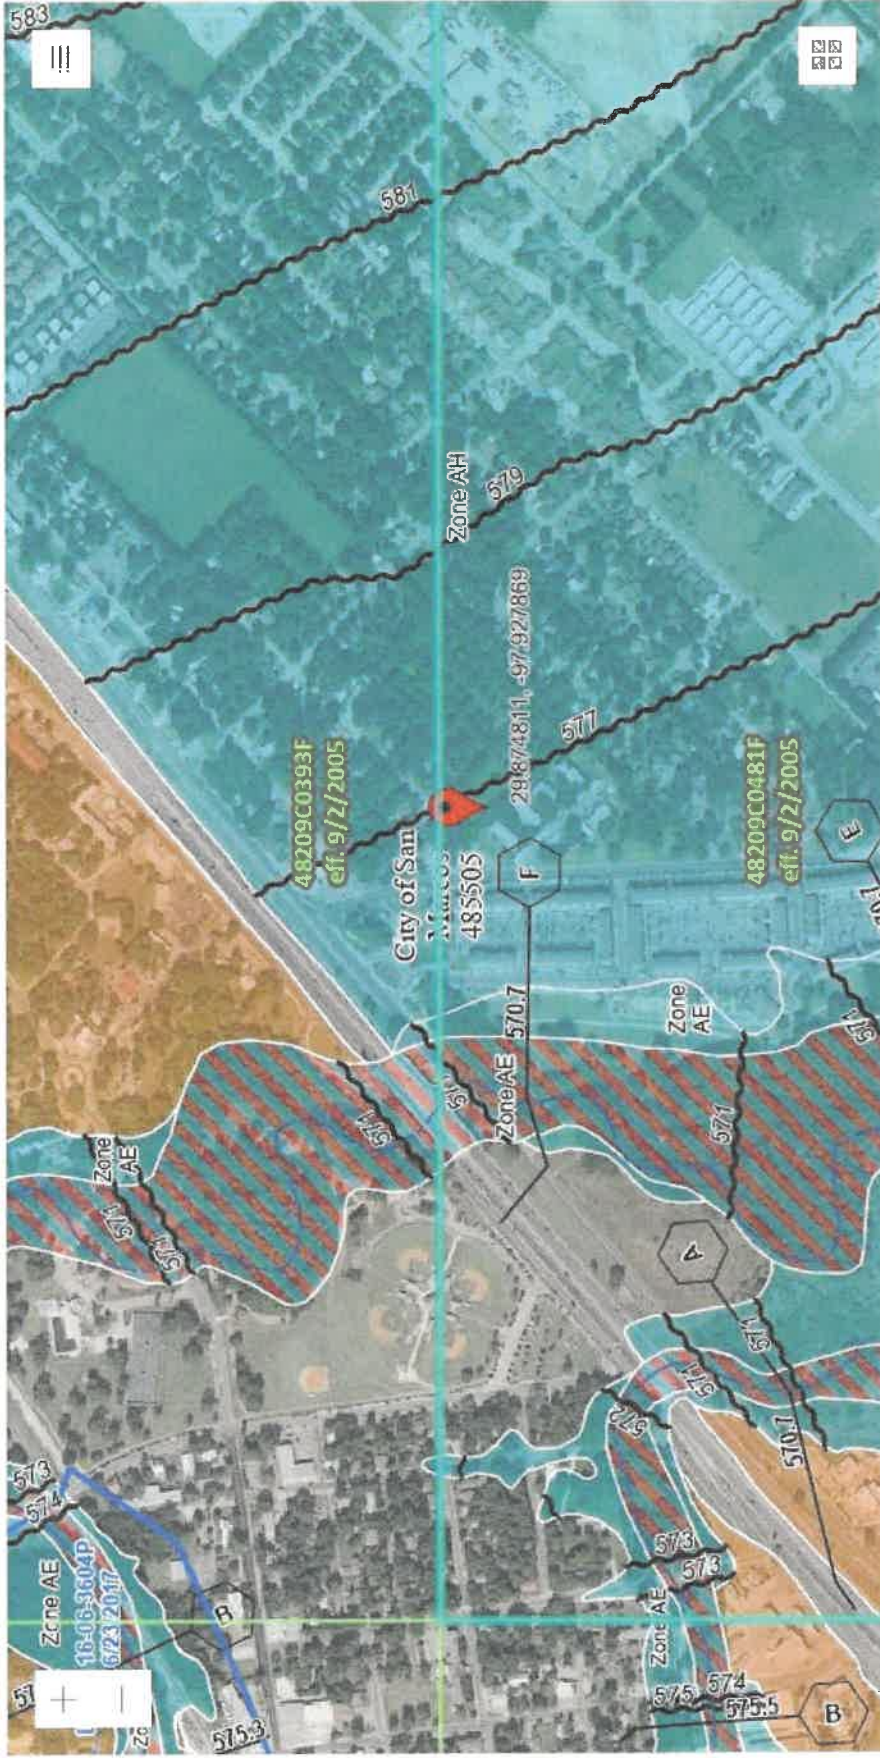 583
581
579
Zone AH
29.874811, -97.927869
577
48209C0393F
eff. 9/2/2005
48209C0481F
eff. 9/2/2005
City of San
Marcos
485505
F
E
570.7
Zone
AE
571
Zone AE
571
571
Zone
AE
571
571
A
571
571
570.7
572
573
574
573
573
Zone AE
16-06-3604P
6/23/2017
B
Zone AE
575
574
575.5
575.3
B